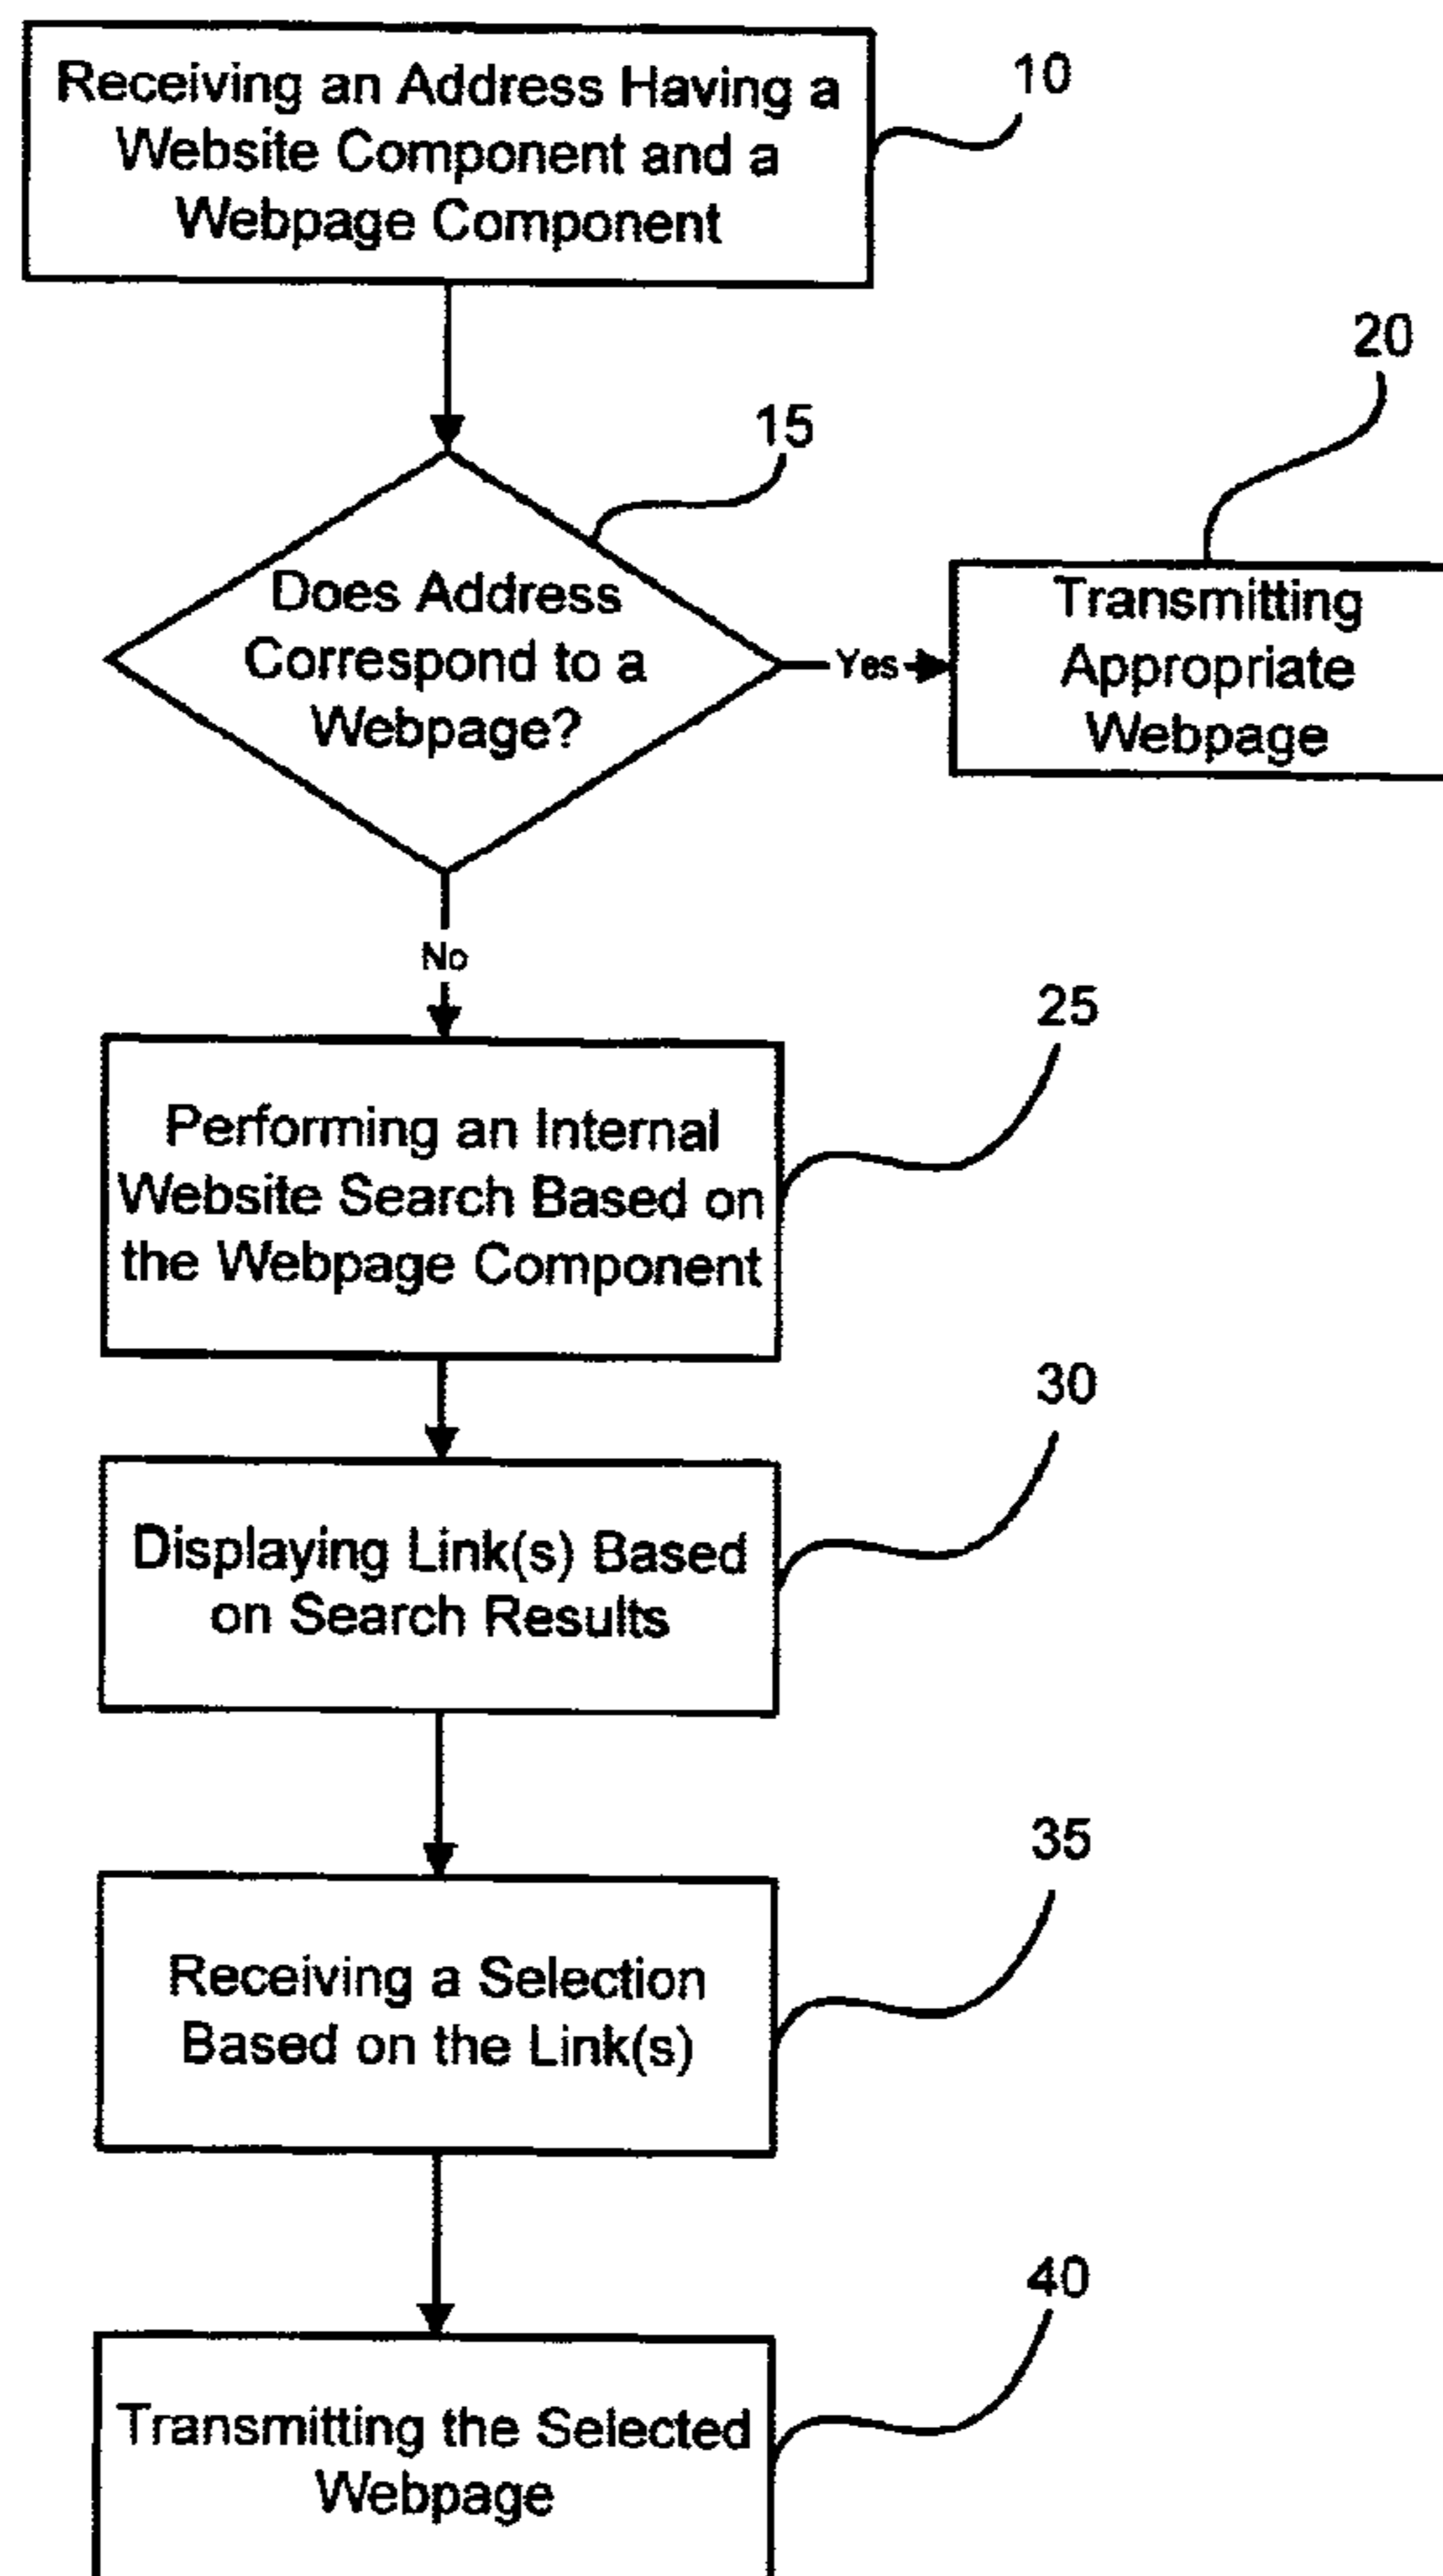 Receiving an Address Having a
Website Component and a
Webpage Component
10
15
Does Address
Correspond to a
Webpage?
Yes
20
Transmitting
Appropriate
Webpage
No
25
Performing an Internal
Website Search Based on
the Webpage Component
30
Displaying Link(s) Based
on Search Results
35
Receiving a Selection
Based on the Link(s)
40
Transmitting the Selected
Webpage